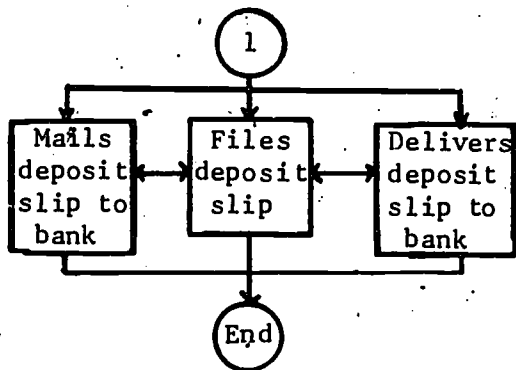 1
Mails
deposit
slip to
bank
Files
deposit
slip
Delivers
deposit
slip to
bank
End